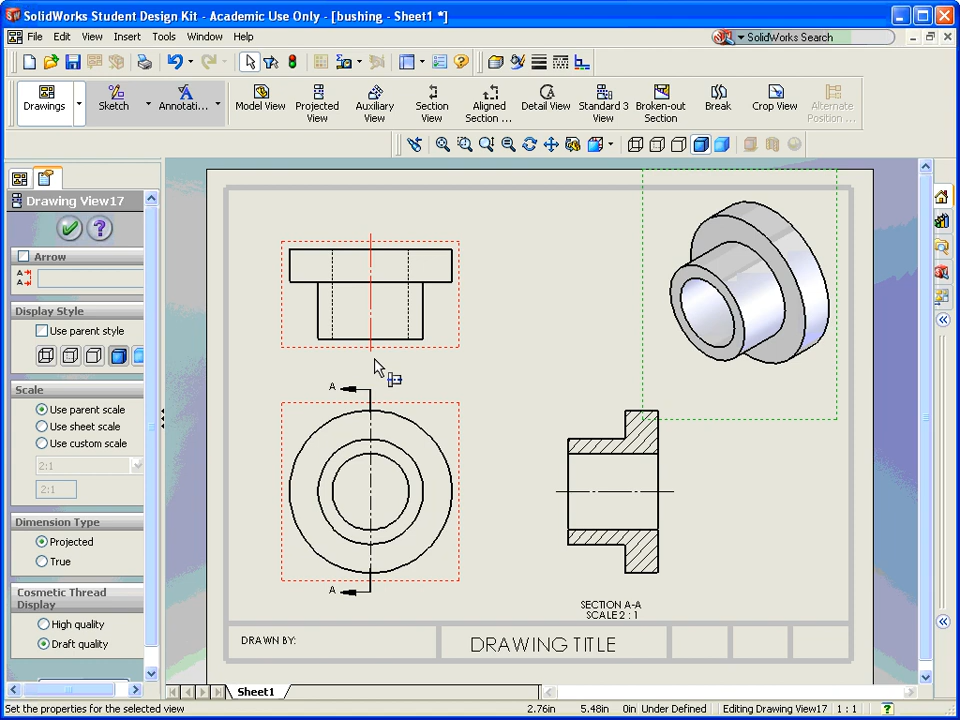 SolidWorks Student Design Kit - Academic Use Only - [bushing - Sheet1 *]
File Edit View Insert Tools Window Help
SolidWorks Search
Drawings Sketch Annotati... Model View Projected View Auxiliary View Section View Aligned Section ... Detail View Standard 3 View Broken-out Section Break Crop View Alternate Position ...
Drawing View17
Arrow
Display Style
Use parent style
Scale
Use parent scale
Use sheet scale
Use custom scale
2:1
2:1
Dimension Type
Projected
True
Cosmetic Thread
Display
High quality
Draft quality
A
A
SECTION A-A
SCALE 2 : 1
DRAWN BY:
DRAWING TITLE
Sheet1
Set the properties for the selected view 2.76in 5.48in 0in Under Defined Editing Drawing View17 1 : 1